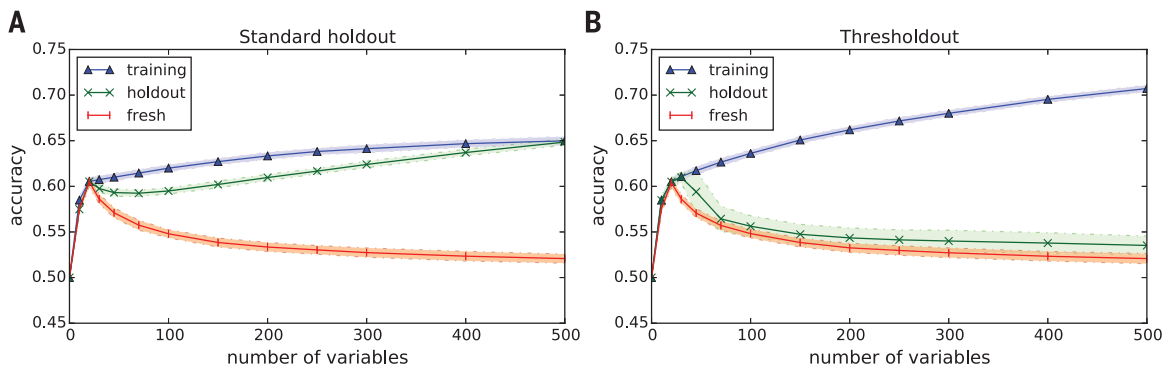 A
Standard holdout
0.75
0.70
0.65
0.60
0.55
0.50
0.45
accuracy
training
holdout
fresh
0 100 200 300 400 500
number of variables
B
Thresholdout
0.75
0.70
0.65
0.60
0.55
0.50
0.45
accuracy
training
holdout
fresh
0 100 200 300 400 500
number of variables